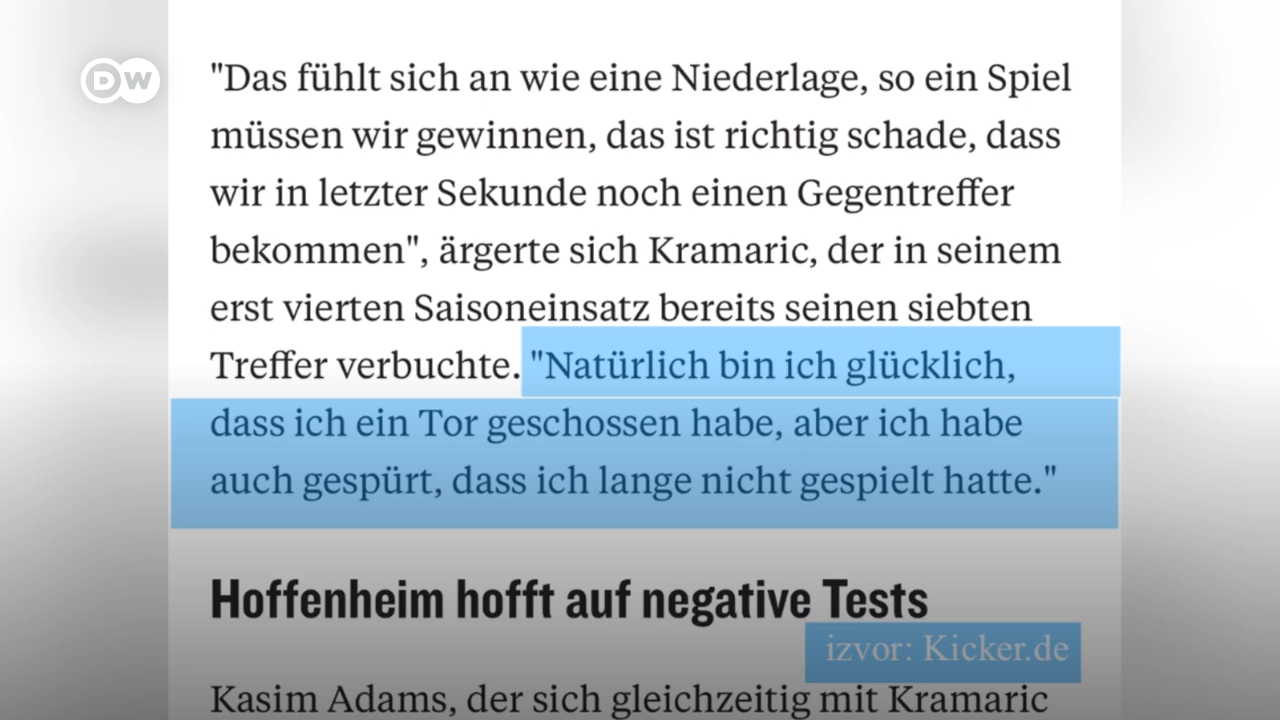 DW
"Das fühlt sich an wie eine Niederlage, so ein Spiel
müssen wir gewinnen, das ist richtig schade, dass
wir in letzter Sekunde noch einen Gegentreffer
bekommen", ärgerte sich Kramaric, der in seinem
erst vierten Saisoneinsatz bereits seinen siebten
Treffer verbuchte. "Natürlich bin ich glücklich,
dass ich ein Tor geschossen habe, aber ich habe
auch gespürt, dass ich lange nicht gespielt hatte."
Hoffenheim hofft auf negative Tests
izvor: Kicker.de
Kasim Adams, der sich gleichzeitig mit Kramaric